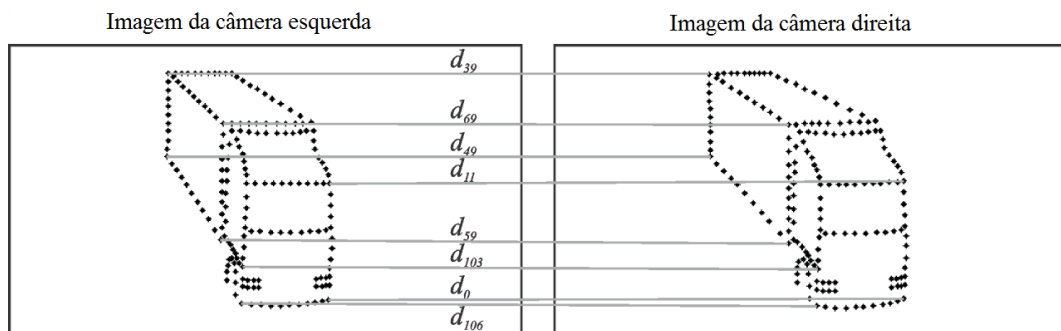 Imagem da câmera esquerda
Imagem da câmera direita
d39
d69
d49
d11
d59
d103
d0
d106